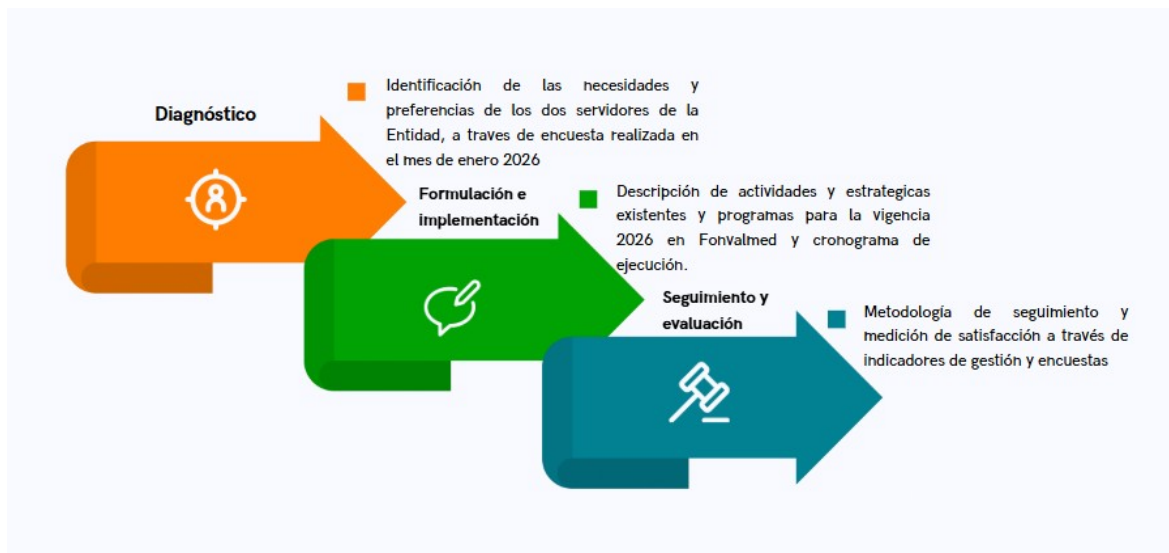 Diagnóstico
Identificación de las necesidades y
preferencias de los dos servidores de la
Entidad, a traves de encuesta realizada en
el mes de enero 2026
Formulación e
implementación
Descripción de actividades y estrategicas
existentes y programas para la vigencia
2026 en Fonvalmed y cronograma de
ejecución.
Seguimiento y
evaluación
Metodología de seguimiento y
medición de satisfacción a través de
indicadores de gestión y encuestas